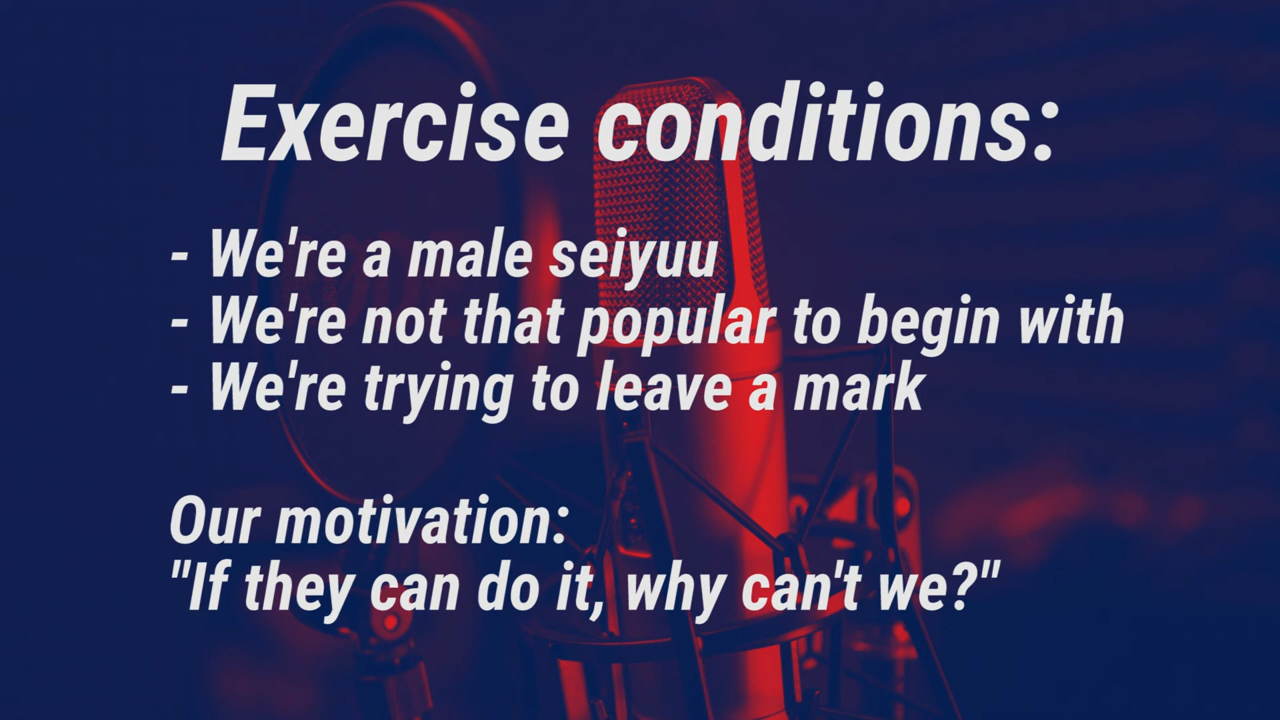 Exercise conditions:
- We're a male seiyuu
- We're not that popular to begin with
- We're trying to leave a mark
Our motivation:
"If they can do it, why can't we?"